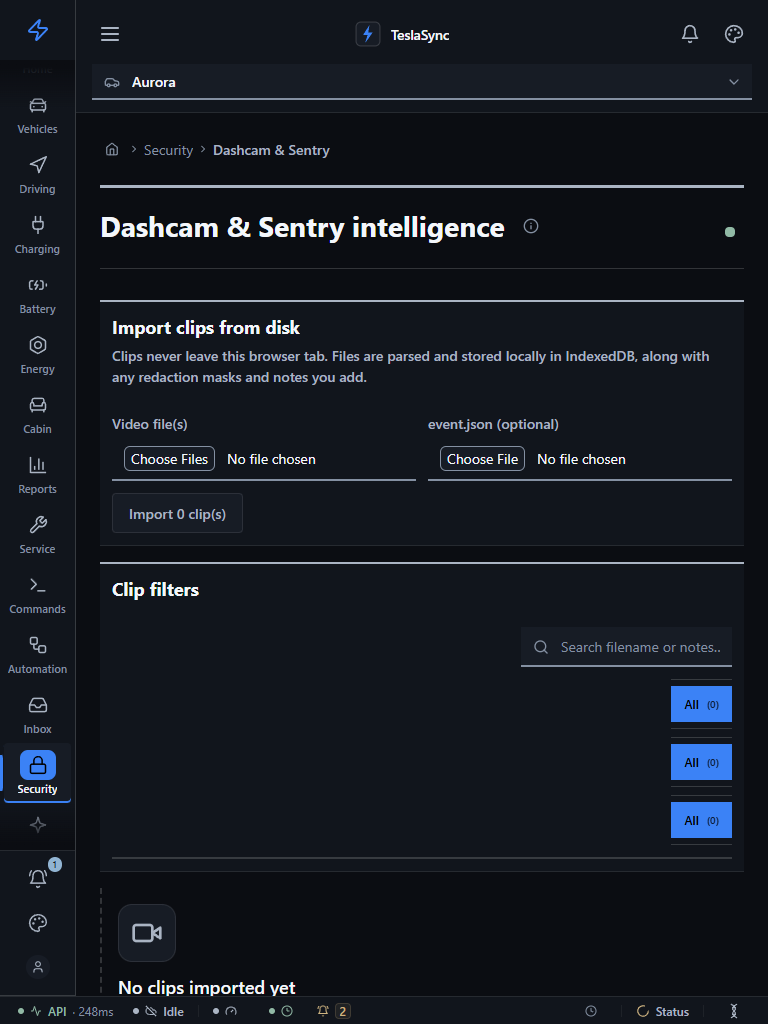 TeslaSync
Aurora
Vehicles
Driving
Charging
Battery
Energy
Cabin
Reports
Service
Commands
Automation
Inbox
Security
1
Security
Dashcam & Sentry
Dashcam & Sentry intelligence
Import clips from disk
Clips never leave this browser tab. Files are parsed and stored locally in IndexedDB, along with
any redaction masks and notes you add.
Video file(s)
event.json (optional)
Choose Files No file chosen
Choose File No file chosen
Import 0 clip(s)
Clip filters
Search filename or notes..
All (0)
All (0)
All (0)
No clips imported yet
API · 248ms
Idle
2
Status